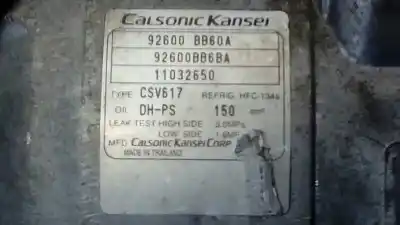 CALSONIC KANSEI
92600 BB60A
92600BB6BA
11032650
TYPE CSV617 REFRIG HFC-134a
OIL DH-PS 150
LEAK TEST HIGH SIDE
LOW SIDE
MFD CALSONIC KANSEI CORP
MADE IN THAILAND